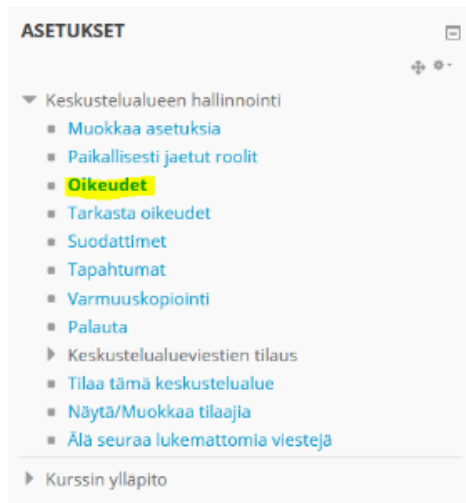 ASETUKSET
Keskustelualueen hallinnointi
Muokkaa asetuksia
Paikallisesti jaetut roolit
Oikeudet
Tarkasta oikeudet
Suodattimet
Tapahtumat
Varmuuskopiointi
Palauta
Keskustelualueviestien tilaus
Tilaa tämä keskustelualue
Näytä/Muokkaa tilaajia
Älä seuraa lukemattomia viestejä
Kurssin ylläpito